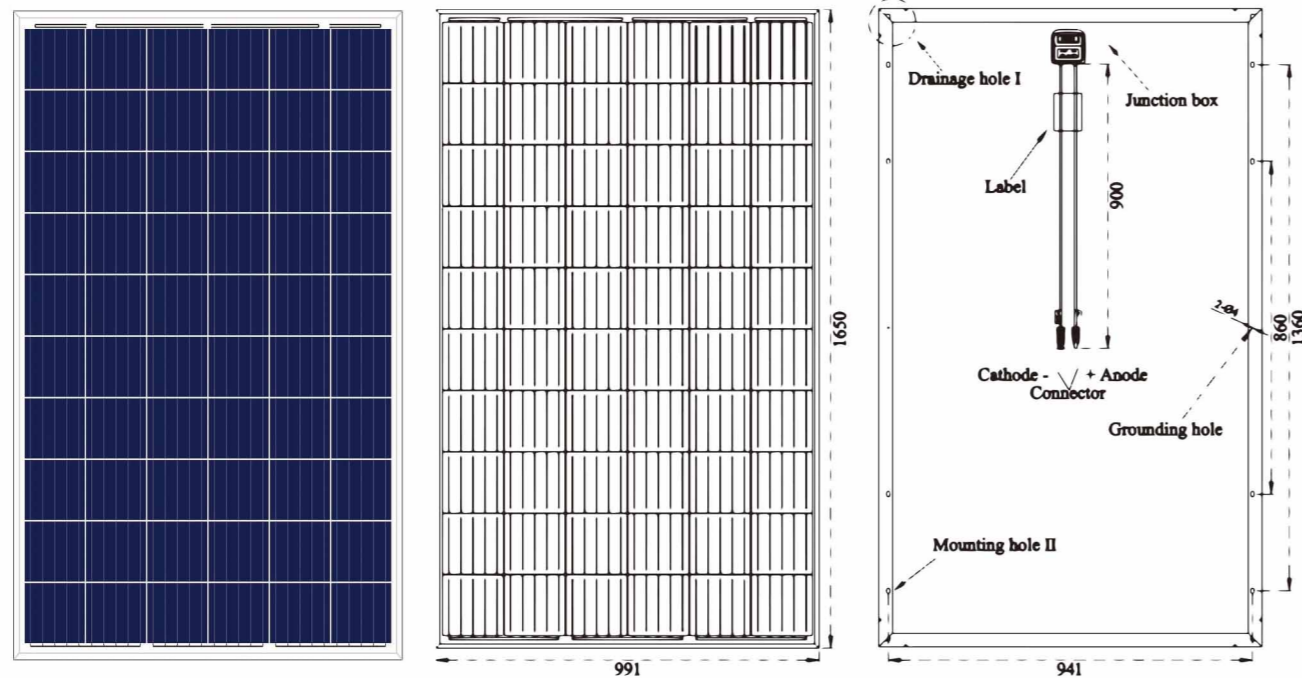 1650
991
Drainage hole I
Junction box
Label
900
2-ø4
860
1360
Cathode - + Anode
Connector
Grounding hole
Mounting hole II
941